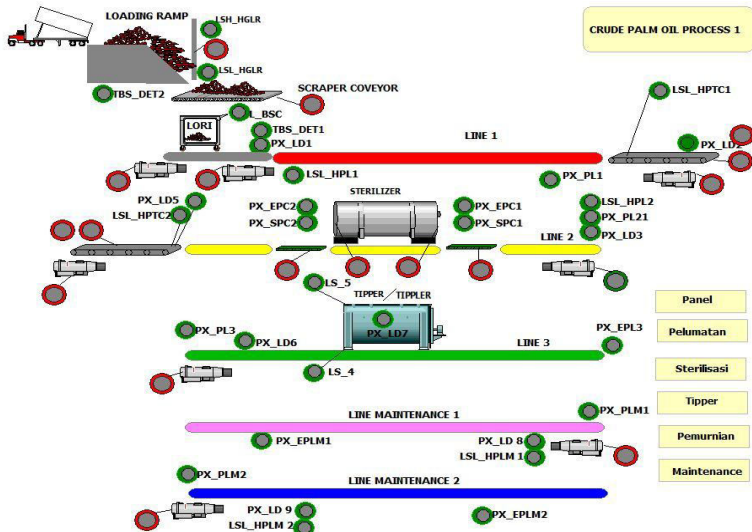 LOADING RAMP
LSH_HGLR
CRUDE PALM OIL PROCESS 1
LSL_HGLR
SCRAPER COVEYOR
TBS_DET2
LSL_HPTC1
L_BSC
LORI
TBS_DET1
PX_LD1
LINE 1
PX_LD2
LSL_HPL1
PX_PL1
PX_LD5
LSL_HPTC2
STERILIZER
PX_EPC2
PX_SPC2
PX_EPC1
PX_SPC1
LSL_HPL2
PX_PL21
PX_LD3
LINE 2
LS_5
TIPPER TIPPLER
PX_LD7
Panel
PX_PL3
PX_LD6
PX_EPL3
Pelumatan
LINE 3
LS_4
Sterilisasi
Tipper
LINE MAINTENANCE 1
PX_PLM1
PX_EPLM1
PX_LD 8
LSL_HPLM 1
Pemurnian
PX_PLM2
Maintenance
LINE MAINTENANCE 2
PX_LD 9
LSL_HPLM 2
PX_EPLM2